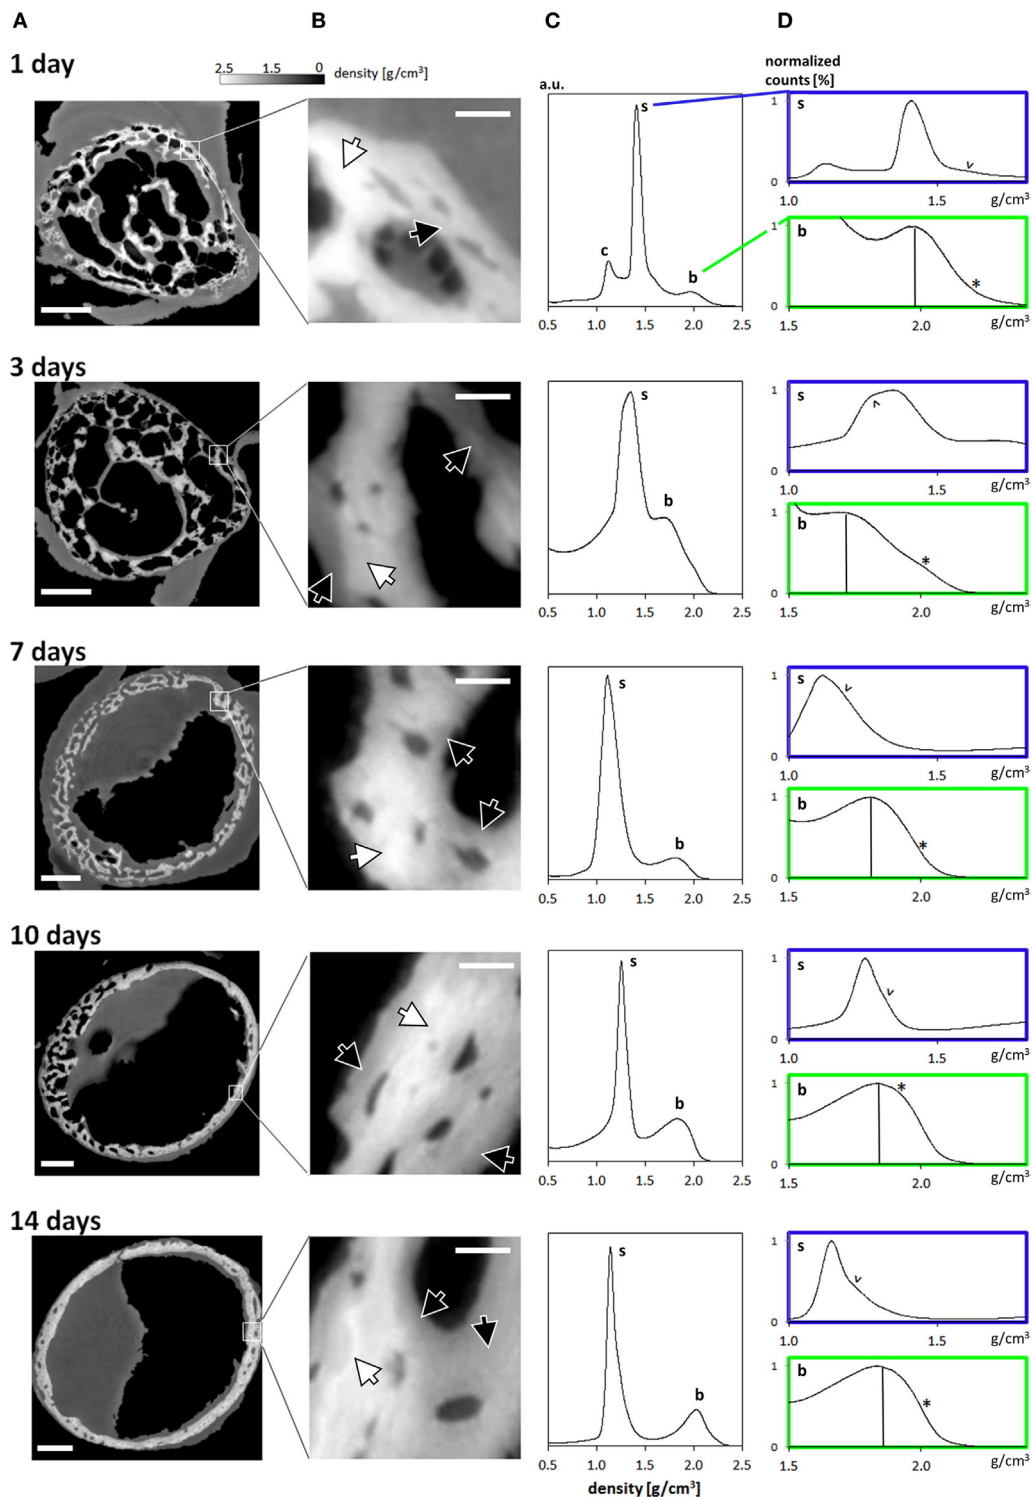 A B C D
1 day
2.5 1.5 0 density [g/cm³]
a.u.
s
c
b
0.5 1.0 1.5 2.0 2.5
normalized
counts [%]
1
s
v
1
1.0 1.5 g/cm³
b
1
*
0
1.5 2.0 g/cm³
3 days
s
b
0.5 1.0 1.5 2.0 2.5
1
s
^
0
1.0 1.5 g/cm³
b
1
*
0
1.5 2.0 g/cm³
7 days
s
b
0.5 1.0 1.5 2.0 2.5
s
1
v
0
1.0 1.5 g/cm³
b
1
*
0
1.5 2.0 g/cm³
10 days
s
b
0.5 1.0 1.5 2.0 2.5
s
1
v
0
1.0 1.5 g/cm³
b
1
*
0
1.5 2.0 g/cm³
14 days
s
b
0.5 1.0 1.5 2.0 2.5
density [g/cm³]
s
1
v
0
1.0 1.5 g/cm³
b
1
*
0
1.5 2.0 g/cm³